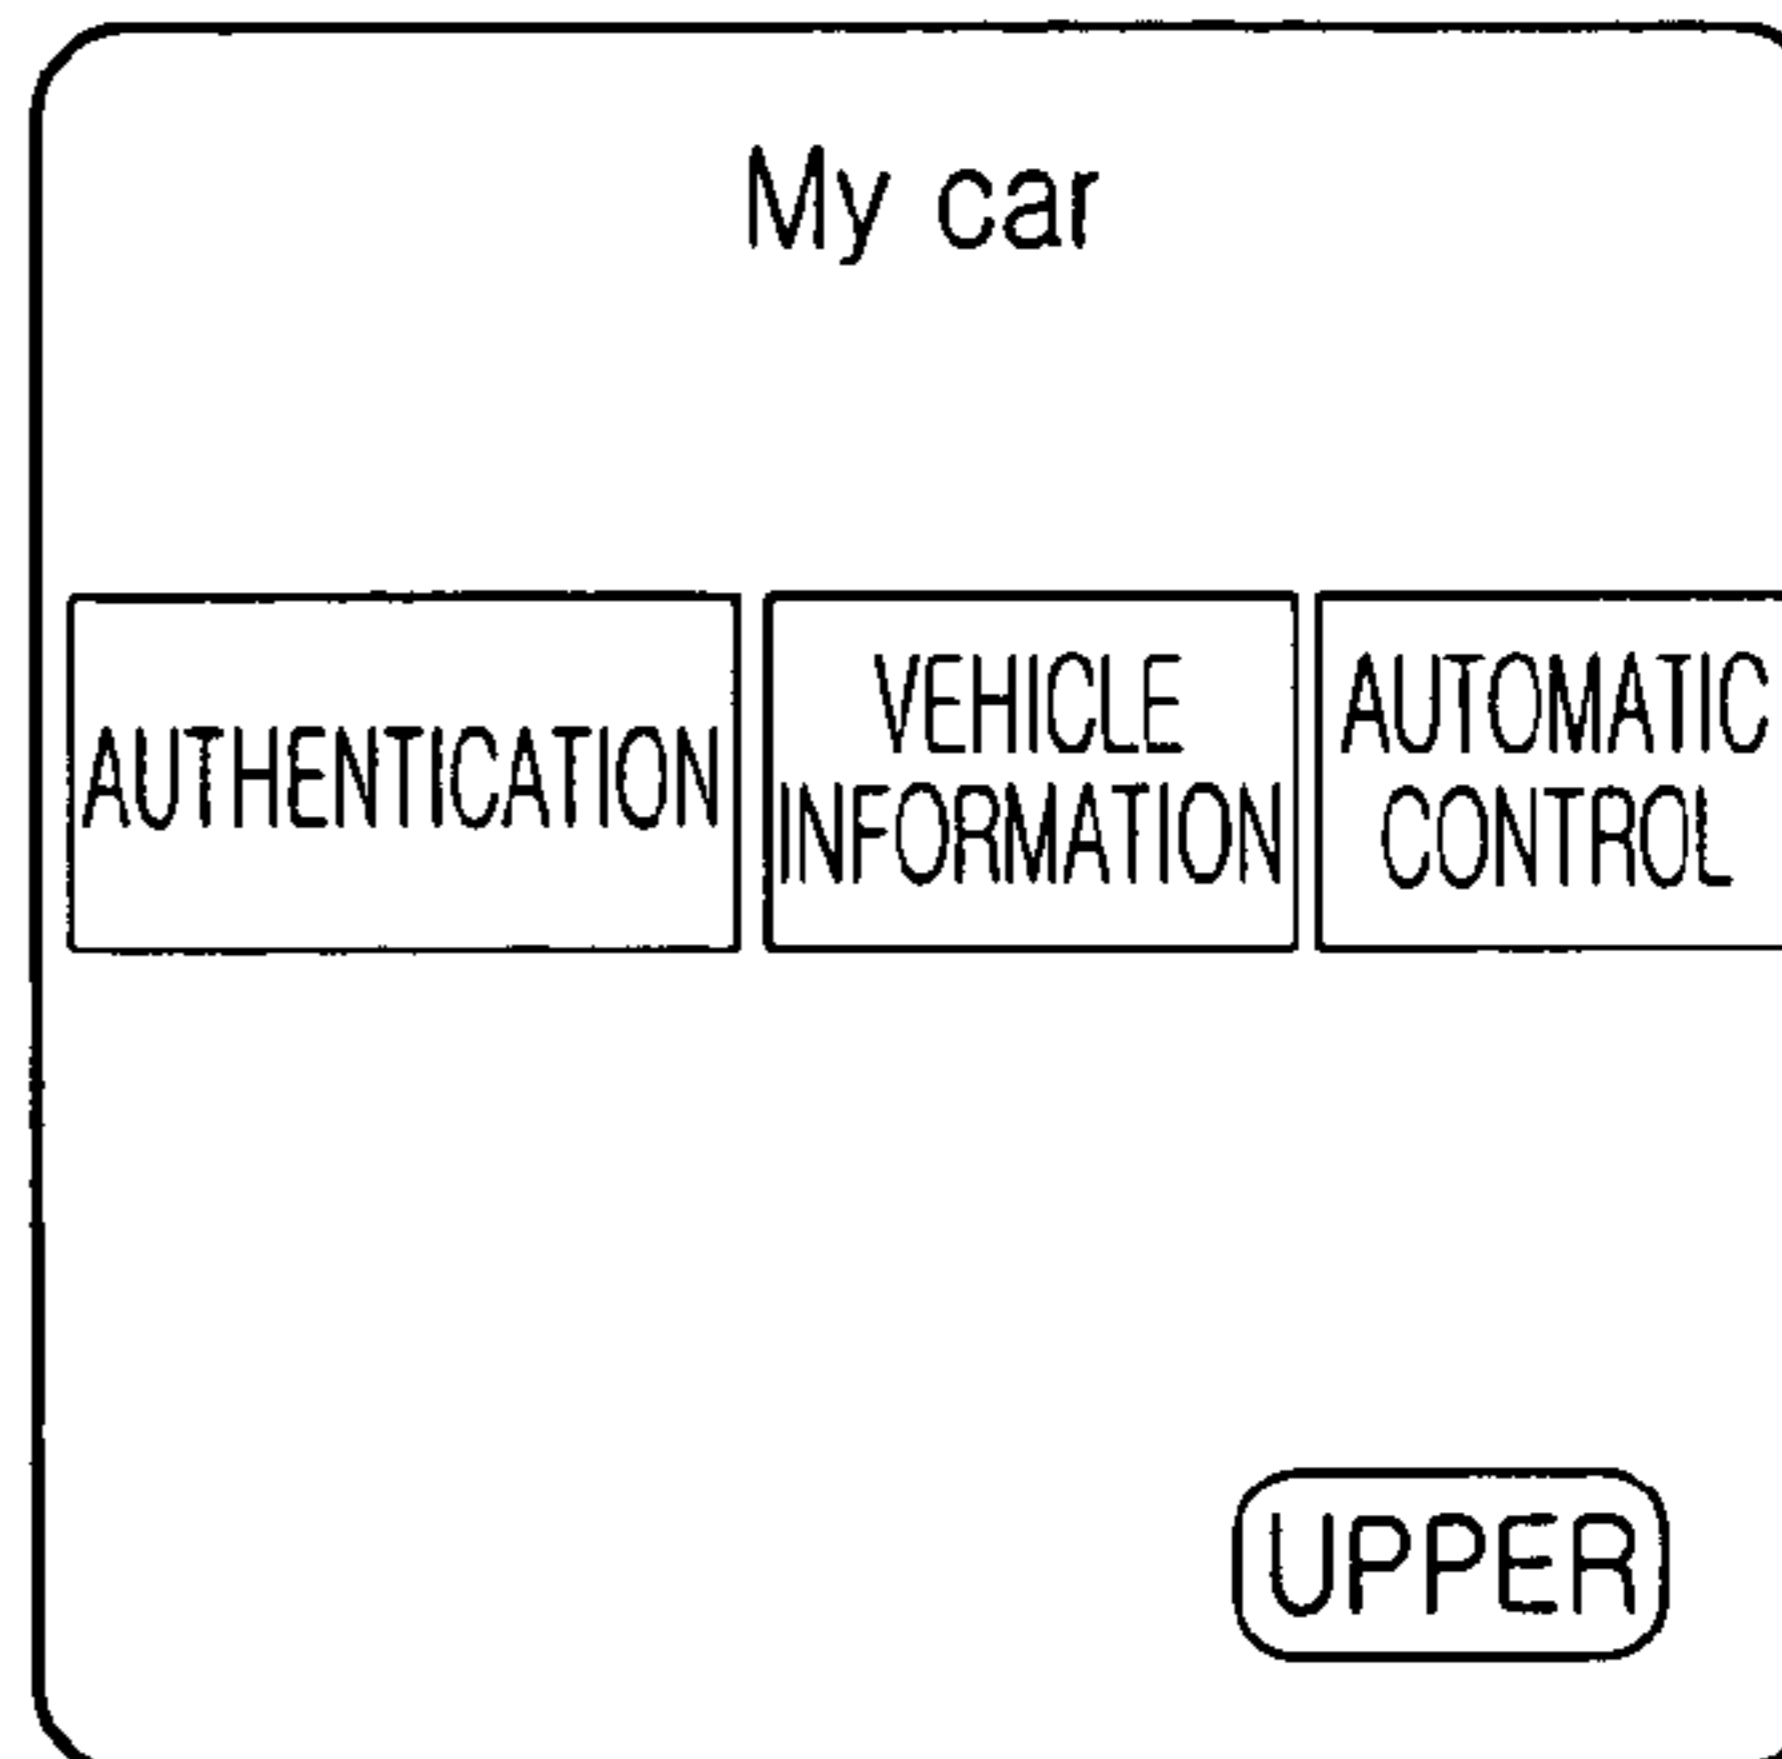 My car
AUTHENTICATION
VEHICLE
INFORMATION
AUTOMATIC
CONTROL
UPPER